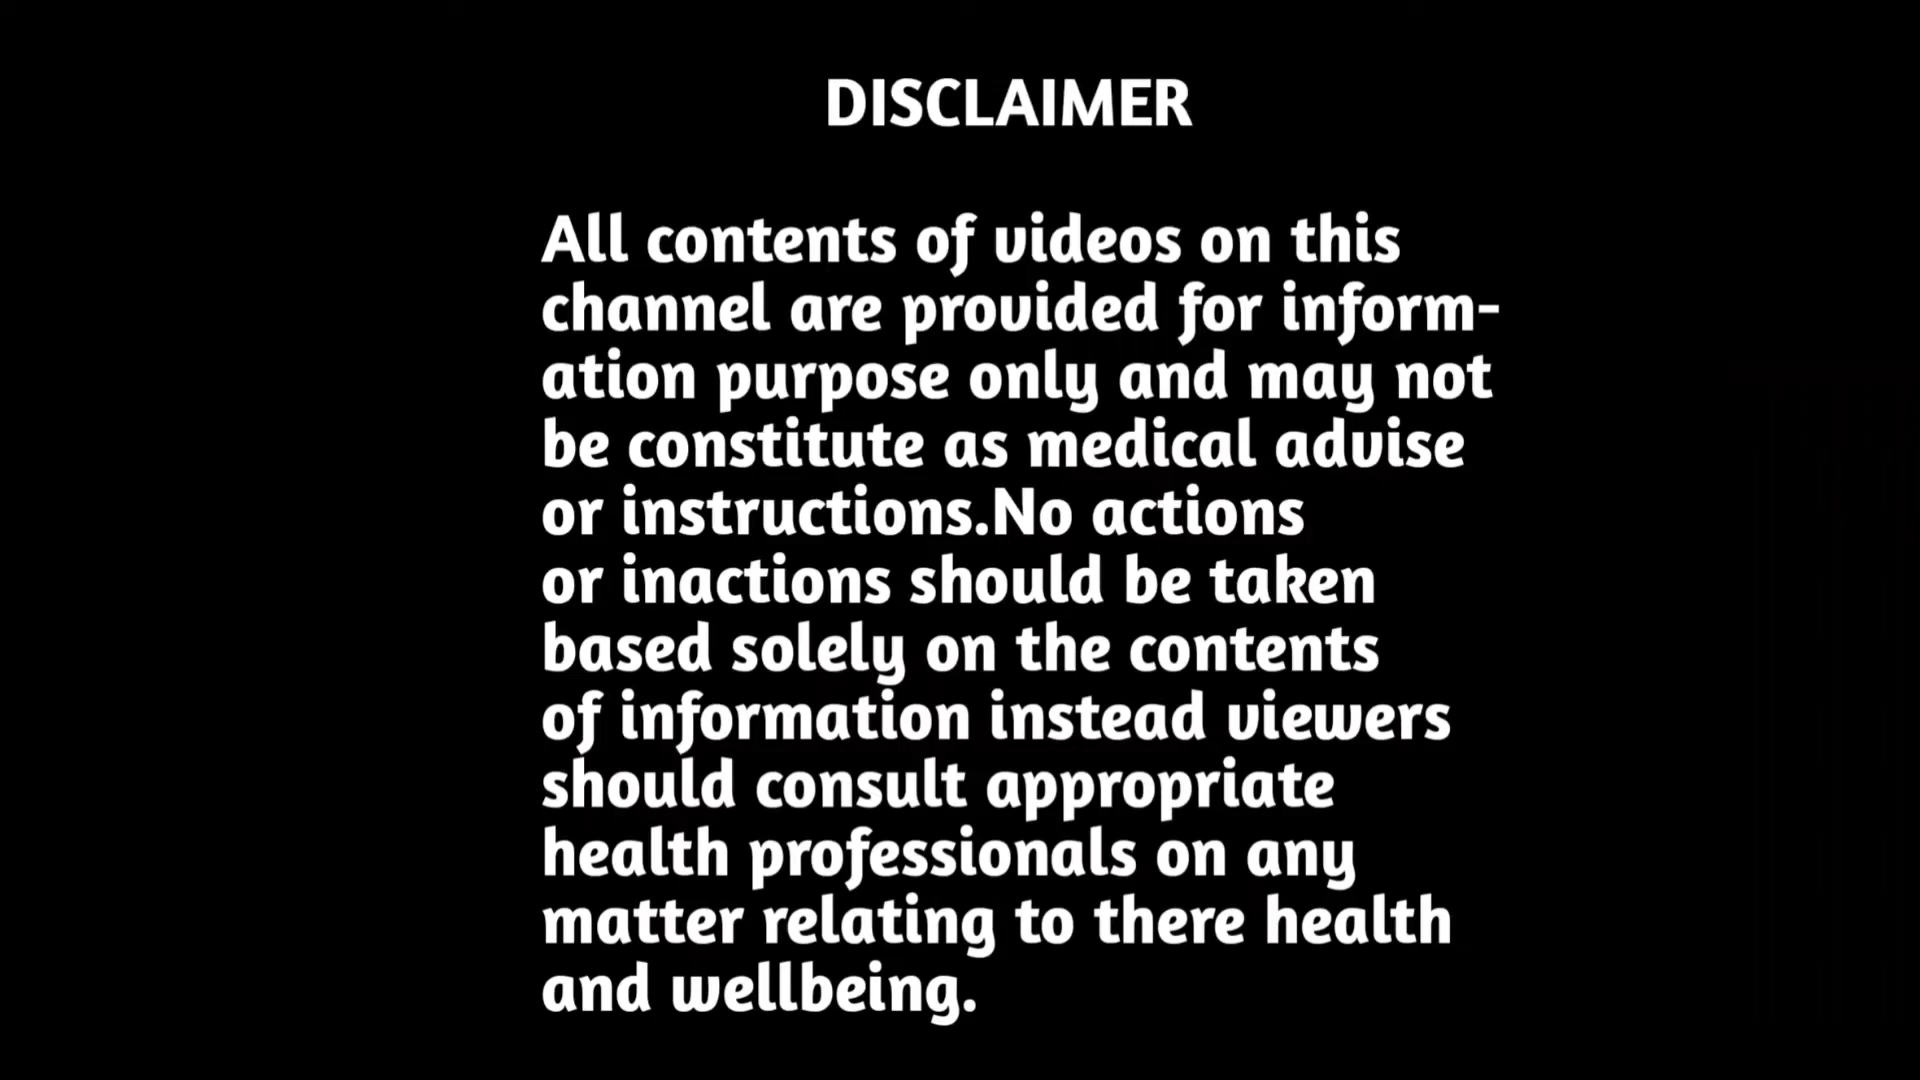 DISCLAIMER
All contents of videos on this
channel are provided for inform-
ation purpose only and may not
be constitute as medical advise
or instructions.No actions
or inactions should be taken
based solely on the contents
of information instead viewers
should consult appropriate
health professionals on any
matter relating to there health
and wellbeing.